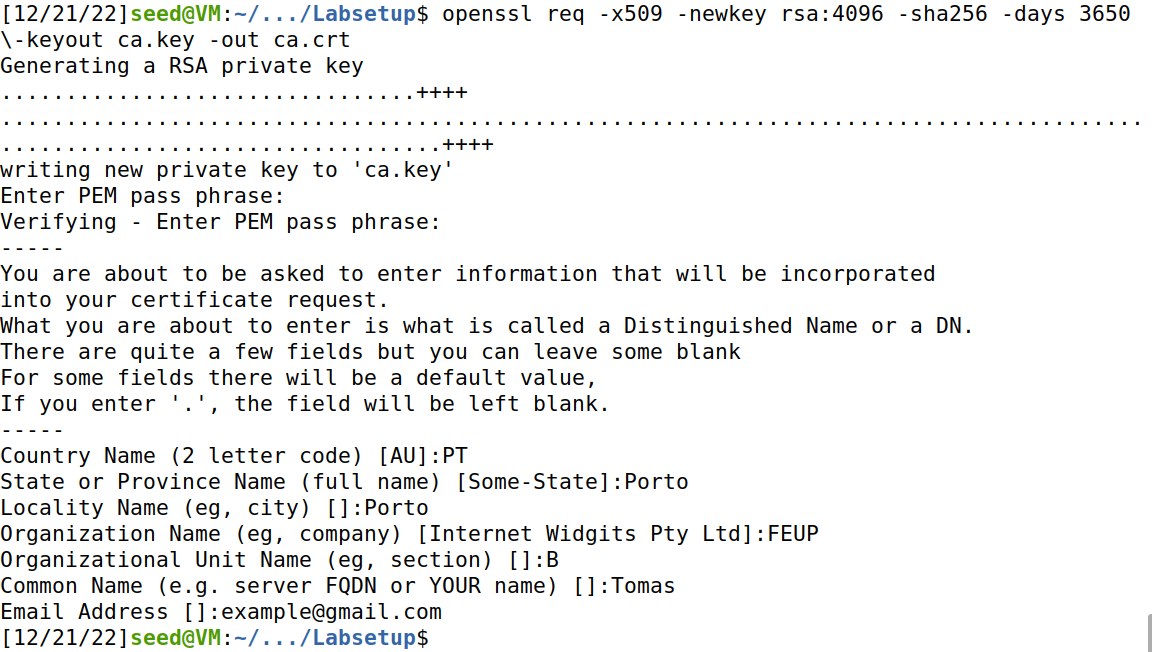 [12/21/22]seed@VM:~/.../Labsetup$ openssl req -x509 -newkey rsa:4096 -sha256 -days 3650
\-keyout ca.key -out ca.crt
Generating a RSA private key
................................++++
........................................................................................
..................................++++
writing new private key to 'ca.key'
Enter PEM pass phrase:
Verifying - Enter PEM pass phrase:
-----
You are about to be asked to enter information that will be incorporated
into your certificate request.
What you are about to enter is what is called a Distinguished Name or a DN.
There are quite a few fields but you can leave some blank
For some fields there will be a default value,
If you enter '.', the field will be left blank.
-----
Country Name (2 letter code) [AU]:PT
State or Province Name (full name) [Some-State]:Porto
Locality Name (eg, city) []:Porto
Organization Name (eg, company) [Internet Widgits Pty Ltd]:FEUP
Organizational Unit Name (eg, section) []:B
Common Name (e.g. server FQDN or YOUR name) []:Tomas
Email Address []:example@gmail.com
[12/21/22]seed@VM:~/.../Labsetup$